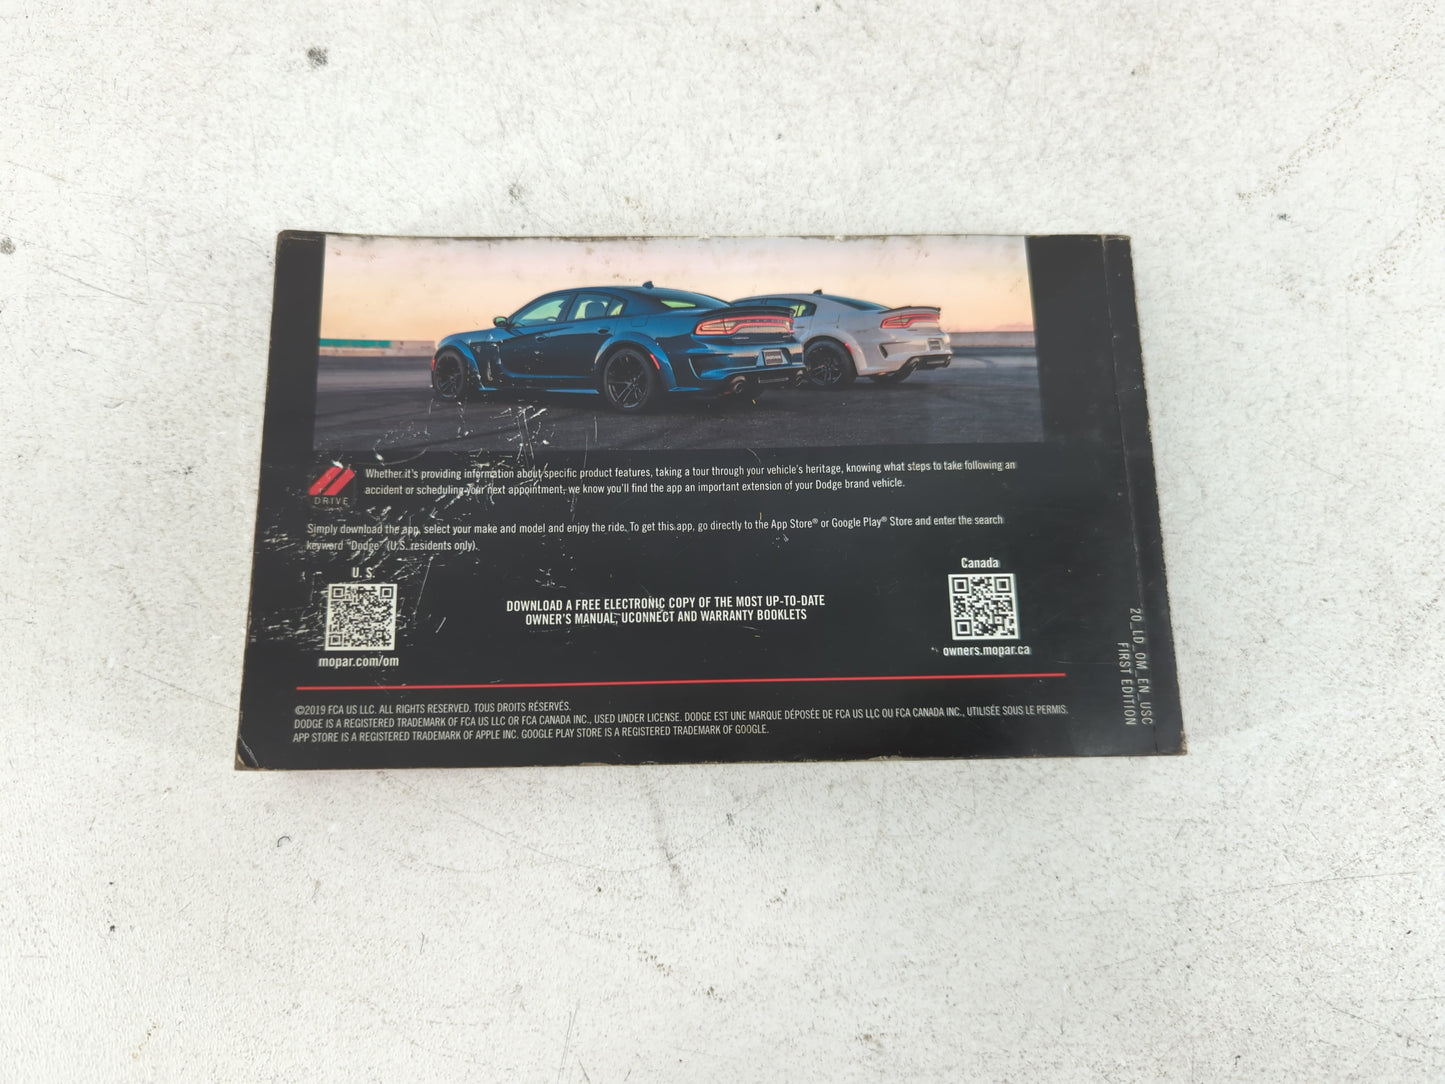 Whether it's providing information about specific product features, taking a tour through your vehicle's heritage, knowing what steps to take following an
accident or scheduling your next appointment, we know you'll find the app an important extension of your Dodge brand vehicle.
DRIVE
Simply download the app, select your make and model and enjoy the ride. To get this app, go directly to the App Store® or Google Play® Store and enter the search
keyword "Dodge" (U.S. residents only).
U. S.
mopar.com/om
DOWNLOAD A FREE ELECTRONIC COPY OF THE MOST UP-TO-DATE
OWNER'S MANUAL, UCONNECT AND WARRANTY BOOKLETS
Canada
owners.mopar.ca
©2019 FCA US LLC. ALL RIGHTS RESERVED. TOUS DROITS RÉSERVÉS.
DODGE IS A REGISTERED TRADEMARK OF FCA US LLC OR FCA CANADA INC., USED UNDER LICENSE. DODGE EST UNE MARQUE DÉPOSÉE DE FCA US LLC OU FCA CANADA INC., UTILISÉE SOUS LE PERMIS.
APP STORE IS A REGISTERED TRADEMARK OF APPLE INC. GOOGLE PLAY STORE IS A REGISTERED TRADEMARK OF GOOGLE.
20_LD_OM_EN_USC
FIRST EDITION